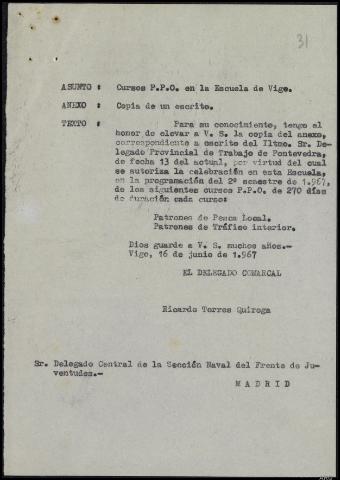 31
ASUNTO : Cursos P.P.O. en la Escuela de Vigo.
ANEXO : Copia de un escrito.
TEXTO : Para su conocimiento, tengo el
honor de elevar a V. S. la copia del anexo,
correspondiente a escrito del Iltmo. Sr. De-
legado Provincial de Trabajo de Pontevedra,
de fecha 13 del actual, por virtud del cual
se autoriza la celebración en esta Escuela,
en la programación del 2º semestre de 1.967,
de los siguientes cursos P.P.O. de 270 dias
de duración cada curso:
Patrones de Pesca Local.
Patrones de Tráfico interior.
Dios guarde a V. S. muchos años.-
Vigo, 16 de junio de 1.967
EL DELEGADO COMARCAL
Ricardo Torres Quiroga
Sr. Delegado Central de la Sección Naval del Frente de Ju-
ventudes.-
M A D R I D